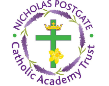 NICHOLAS POSTGATE
Catholic Academy Trust